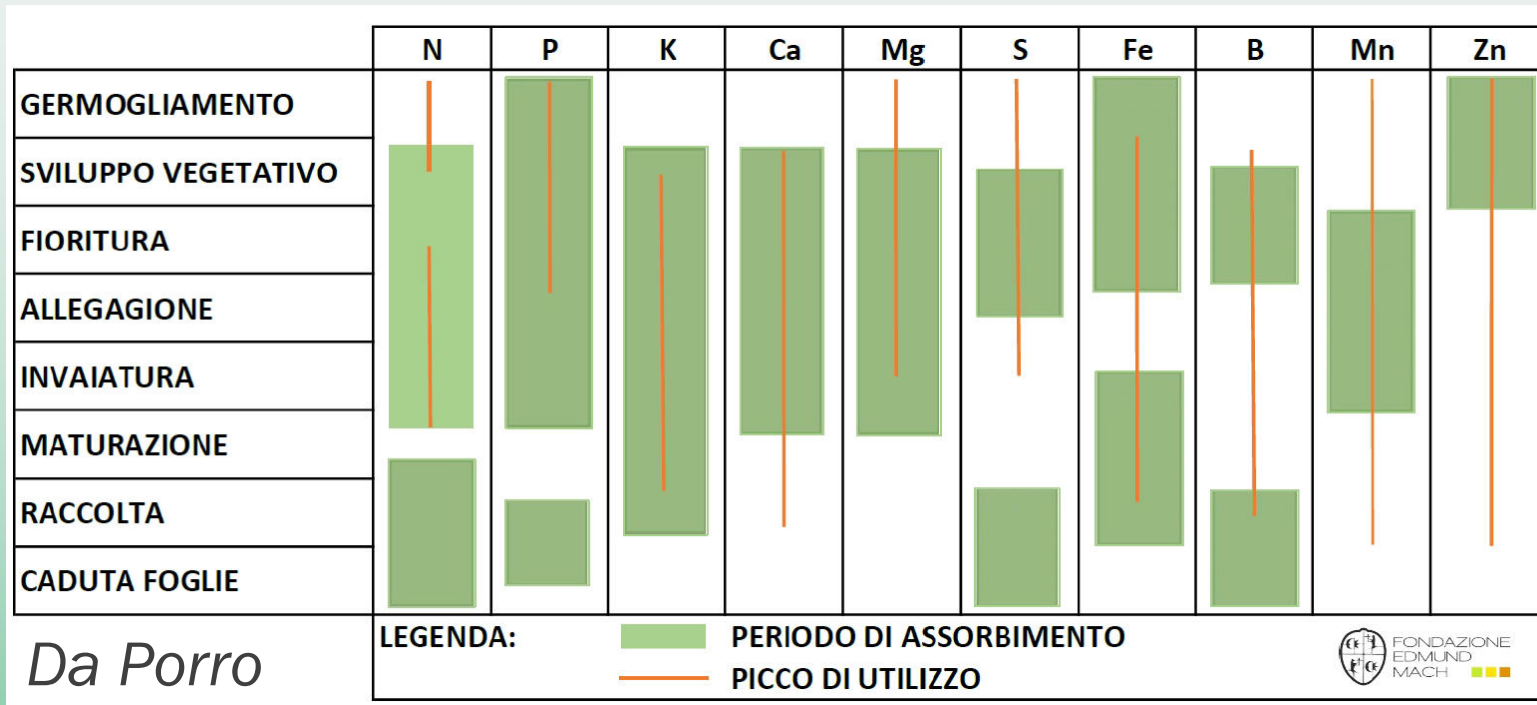 N P K Ca Mg S Fe B Mn Zn
GERMOGLIAMENTO
SVILUPPO VEGETATIVO
FIORITURA
ALLEGAGIONE
INVAIATURA
MATURAZIONE
RACCOLTA
CADUTA FOGLIE
LEGENDA: PERIODO DI ASSORBIMENTO
PICCO DI UTILIZZO
FONDAZIONE
EDMUND
MACH
Da Porro